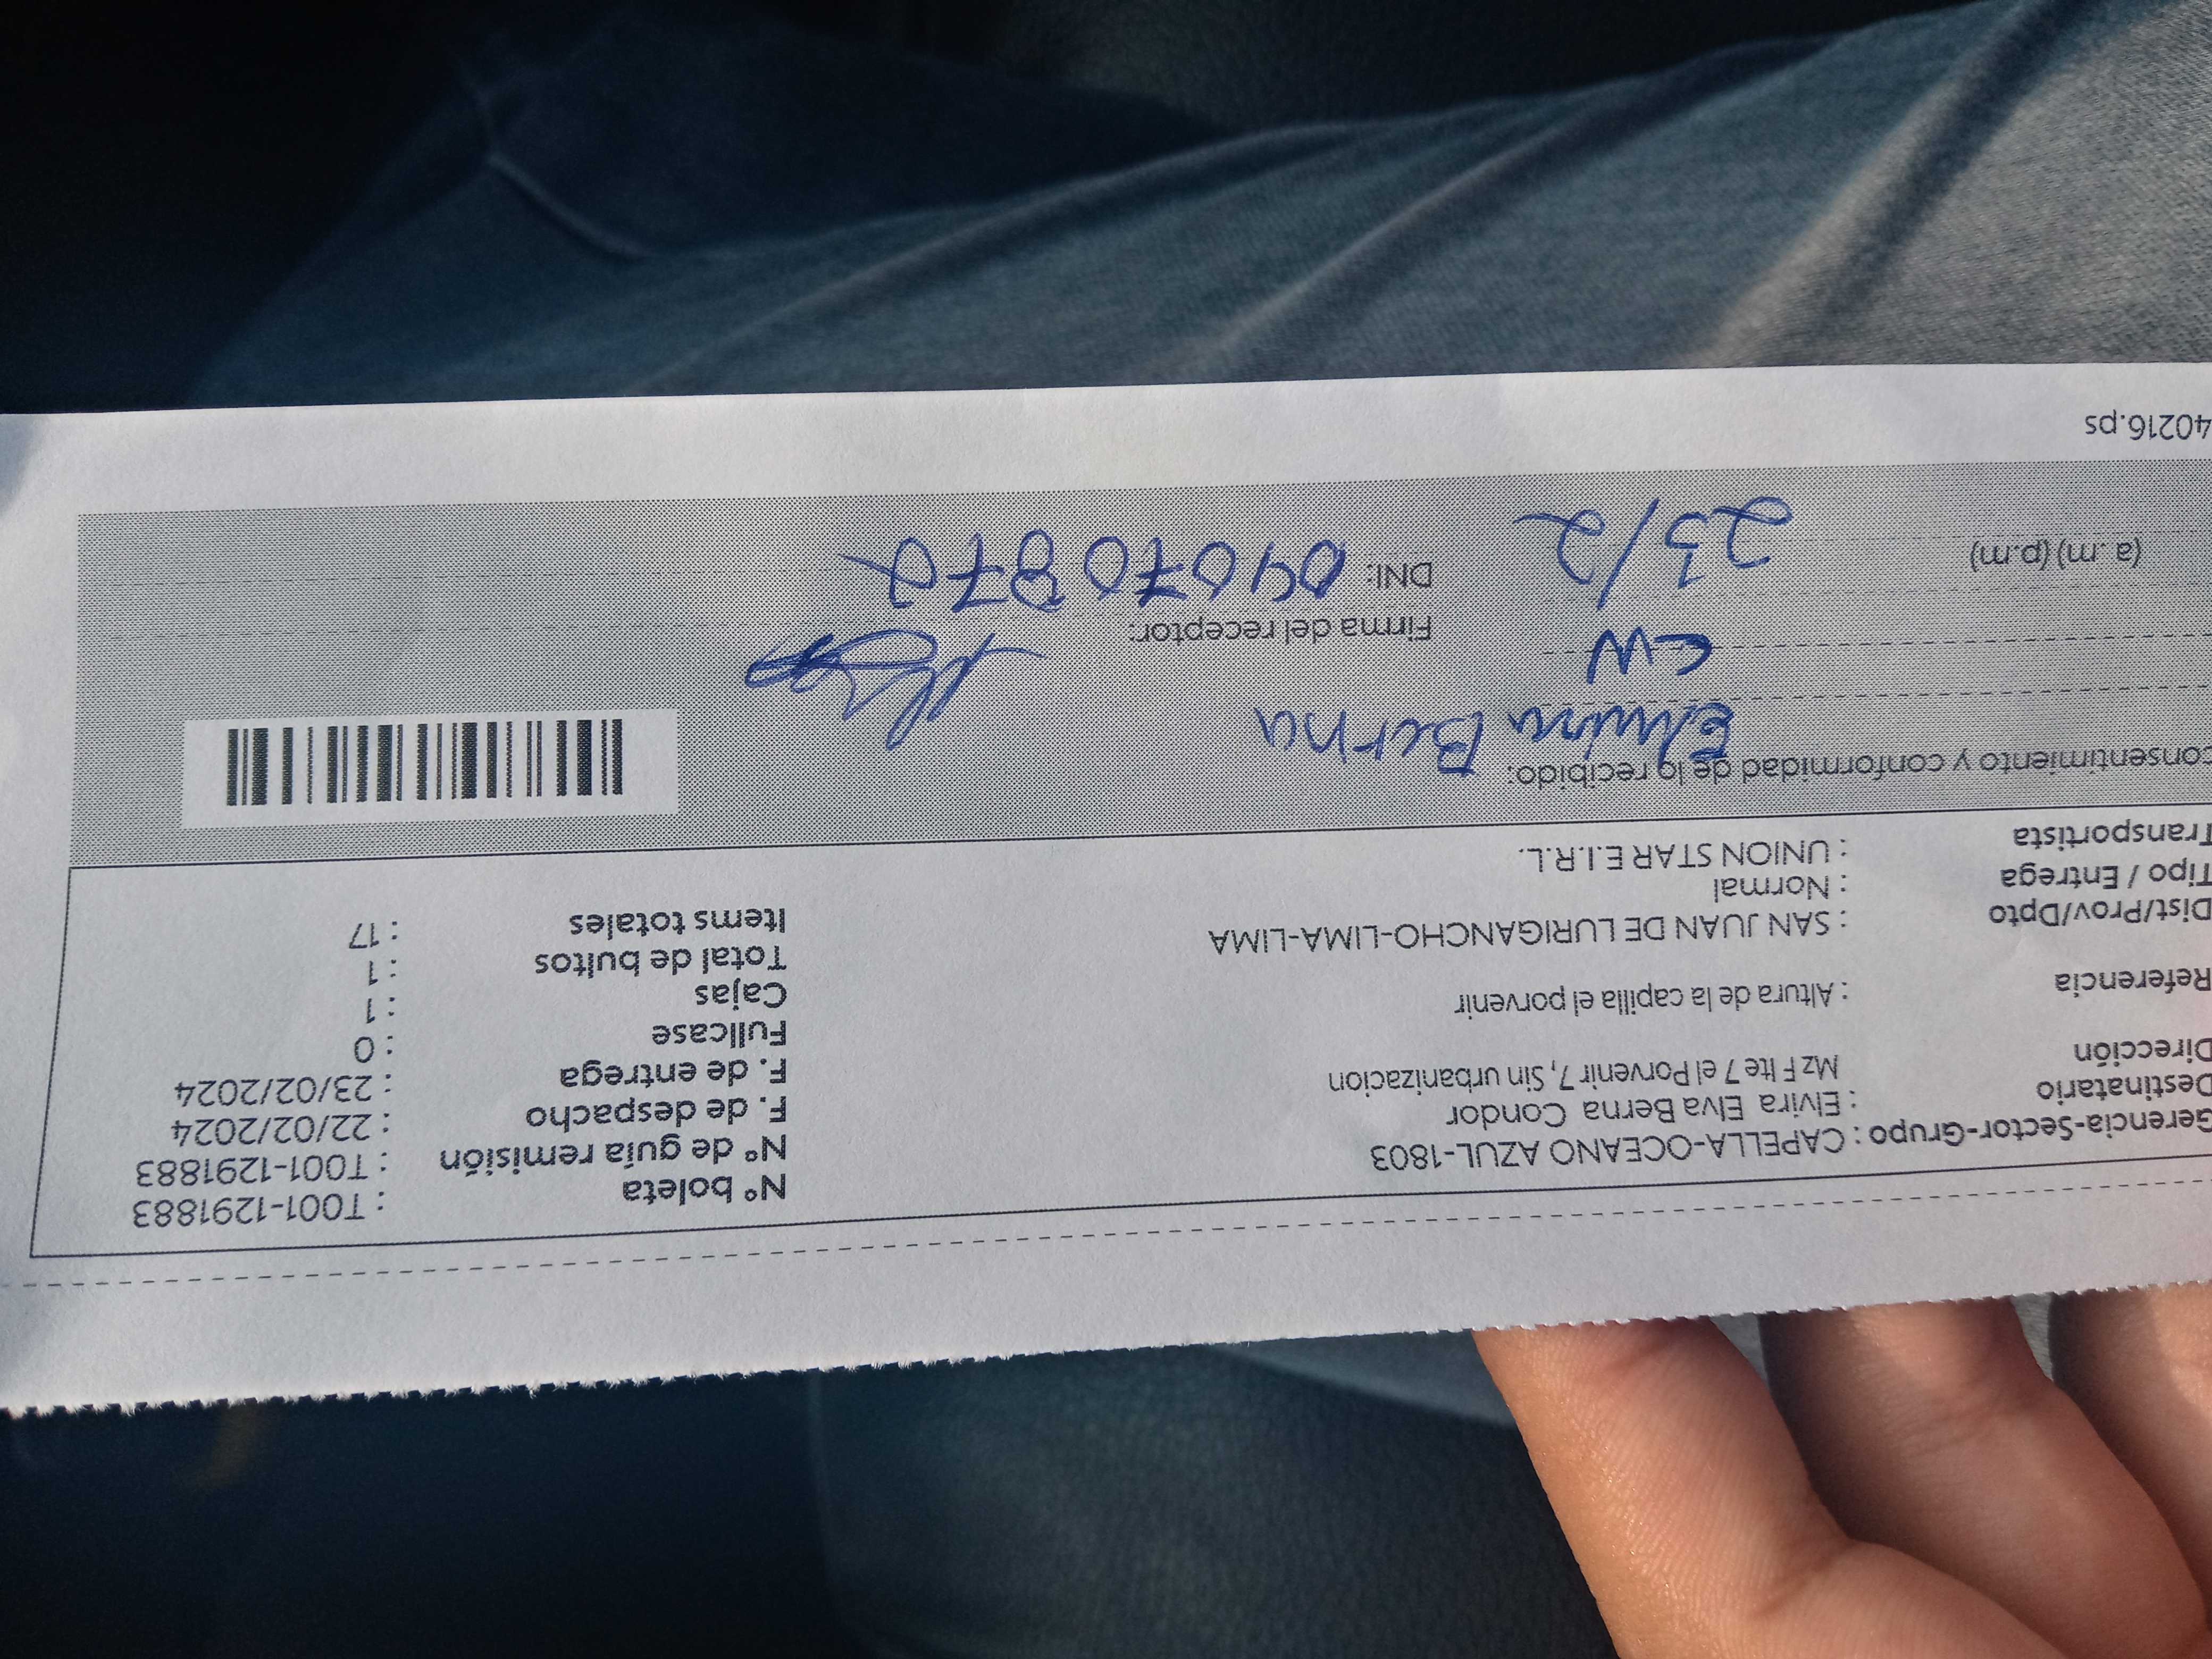 Gerencia-Sector-Grupo : CAPELLA-OCEANO AZUL-1803
Destinatario : Elvira Elva Berna Condor
Dirección Mz F lte 7 el Porvenir 7, Sin urbanizacion
Referencia : Altura de la capilla el porvenir
Dist/Prov/Dpto : SAN JUAN DE LURIGANCHO-LIMA-LIMA
Tipo / Entrega : Normal
Transportista : UNION STAR E.I.R.L.
N° boleta : T001-1291883
N° de guía remisión : T001-1291883
F. de despacho : 22/02/2024
F. de entrega : 23/02/2024
Fullcase : 0
Cajas : 1
Total de bultos : 1
Items totales : 17
consentimiento y conformidad de lo recibido: Elvira Berna
Firma del receptor:
(a .m) (p.m) 23/2 DNI: 04070872
40216.ps